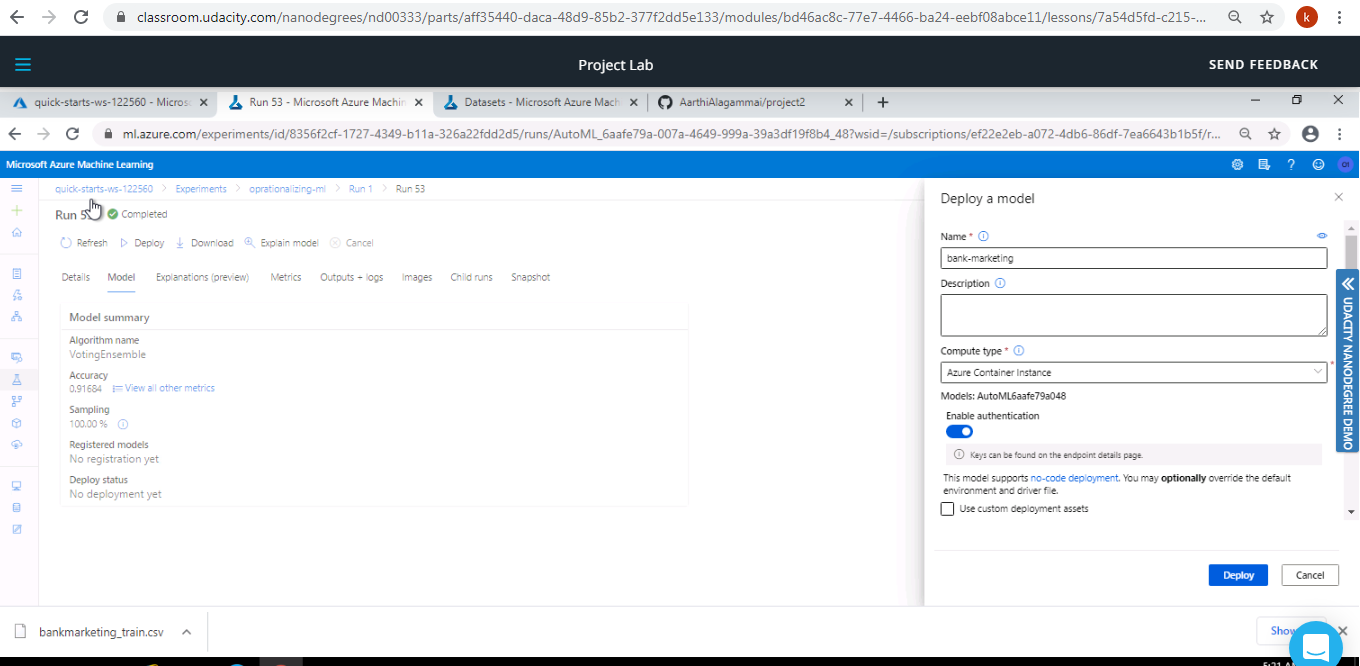 classroom.udacity.com/nanodegrees/nd00333/parts/aff35440-daca-48d9-85b2-377f2dd5e133/modules/bd46ac8c-77e7-4466-ba24-eebf08abce11/lessons/7a54d5fd-c215-...
k
Project Lab
SEND FEEDBACK
quick-starts-ws-122560 - Micros
Run 53 - Microsoft Azure Machin
Datasets - Microsoft Azure Mach
AarthiAlagammai/project2
ml.azure.com/experiments/id/8356f2cf-1727-4349-b11a-326a22fdd2d5/runs/AutoML_6aafe79a-007a-4649-999a-39a3df19f8b4_48?wsid=/subscriptions/ef22e2eb-a072-4db6-86df-7ea6643b1b5f/r...
Microsoft Azure Machine Learning
quick-starts-ws-122560 > Experiments > oprationalizing-ml > Run 1 > Run 53
Run 5
Completed
Refresh
Deploy
Download
Explain model
Cancel
Details
Model
Explanations (preview)
Metrics
Outputs + logs
Images
Child runs
Snapshot
Model summary
Algorithm name
VotingEnsemble
Accuracy
0.91684
View all other metrics
Sampling
100.00 %
Registered models
No registration yet
Deploy status
No deployment yet
Deploy a model
Name *
bank-marketing
Description
Compute type *
Azure Container Instance
Models: AutoML6aafe79a048
Enable authentication
Keys can be found on the endpoint details page.
This model supports no-code deployment. You may optionally override the default
environment and driver file.
Use custom deployment assets
Deploy
Cancel
UDACITY NANODEGREE DEMO
bankmarketing_train.csv
Show